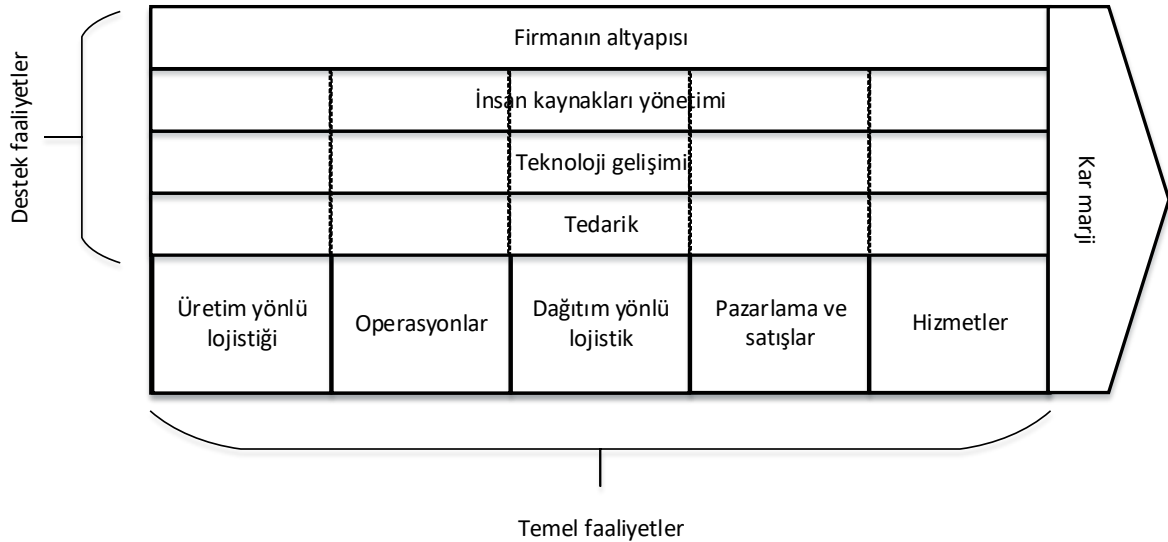 Firmanın altyapısı
İnsan kaynakları yönetimi
Teknoloji gelişimi
Tedarik
Destek faaliyetler
Üretim yönlü
lojistiği
Operasyonlar
Dağıtım yönlü
lojistik
Pazarlama ve
satışlar
Hizmetler
Kar marji
Temel faaliyetler